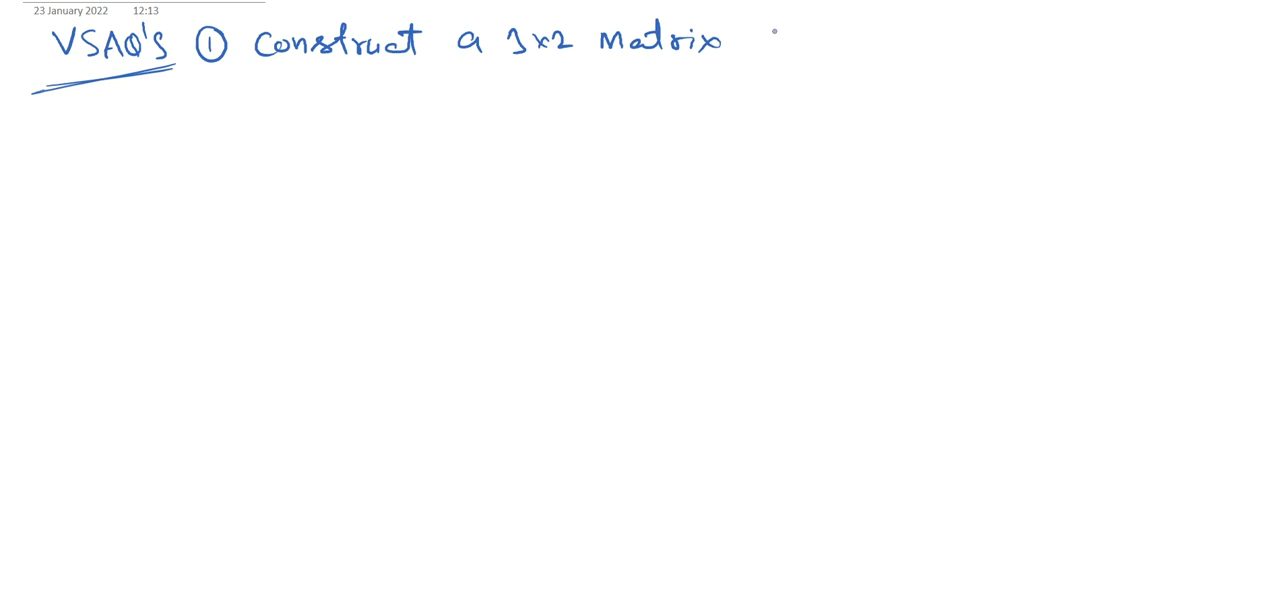 23 January 2022 12:13
VSAQ's ① Construct a 3x2 Matrix